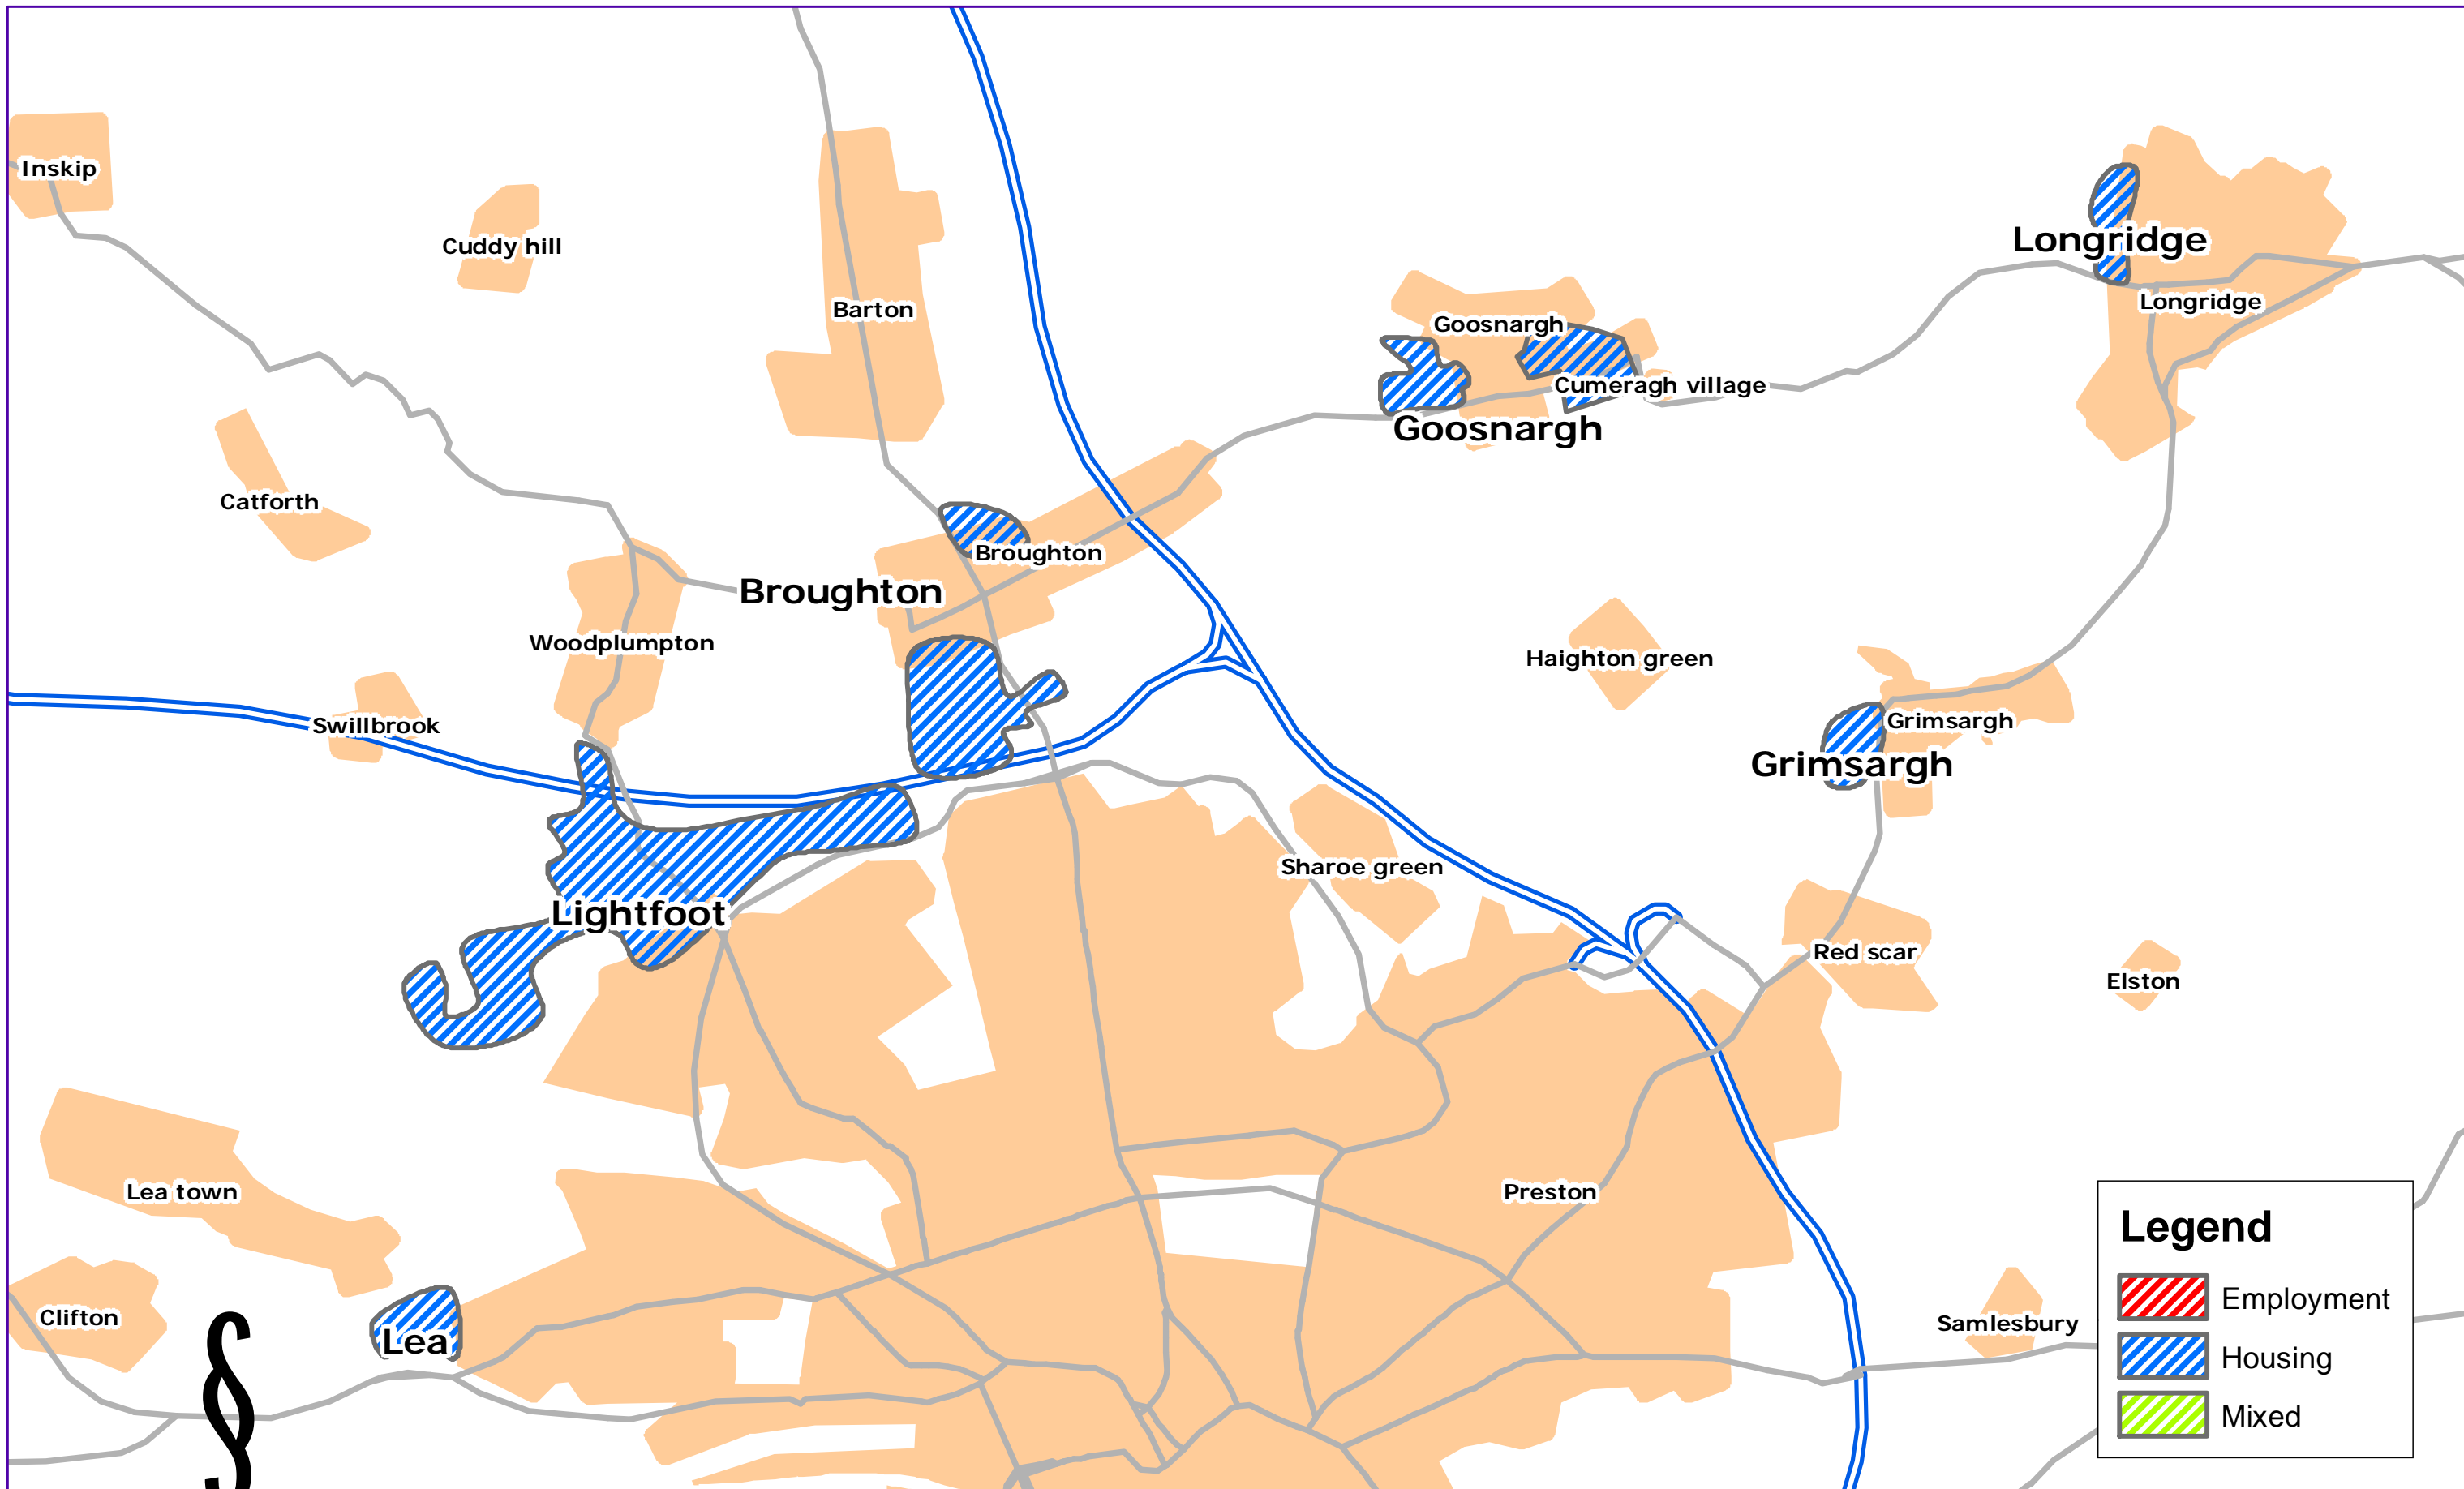 Inskip
Cuddy hill
Longridge
Longridge
Barton
Goosnargh
Cumeragh village
Goosnargh
Catforth
Broughton
Broughton
Woodplumpton
Haighton green
Swillbrook
Grimsargh
Grimsargh
Sharoe green
Lightfoot
Red scar
Elston
Lea town
Preston
Clifton
Lea
Samlesbury
§
Legend
Employment
Housing
Mixed